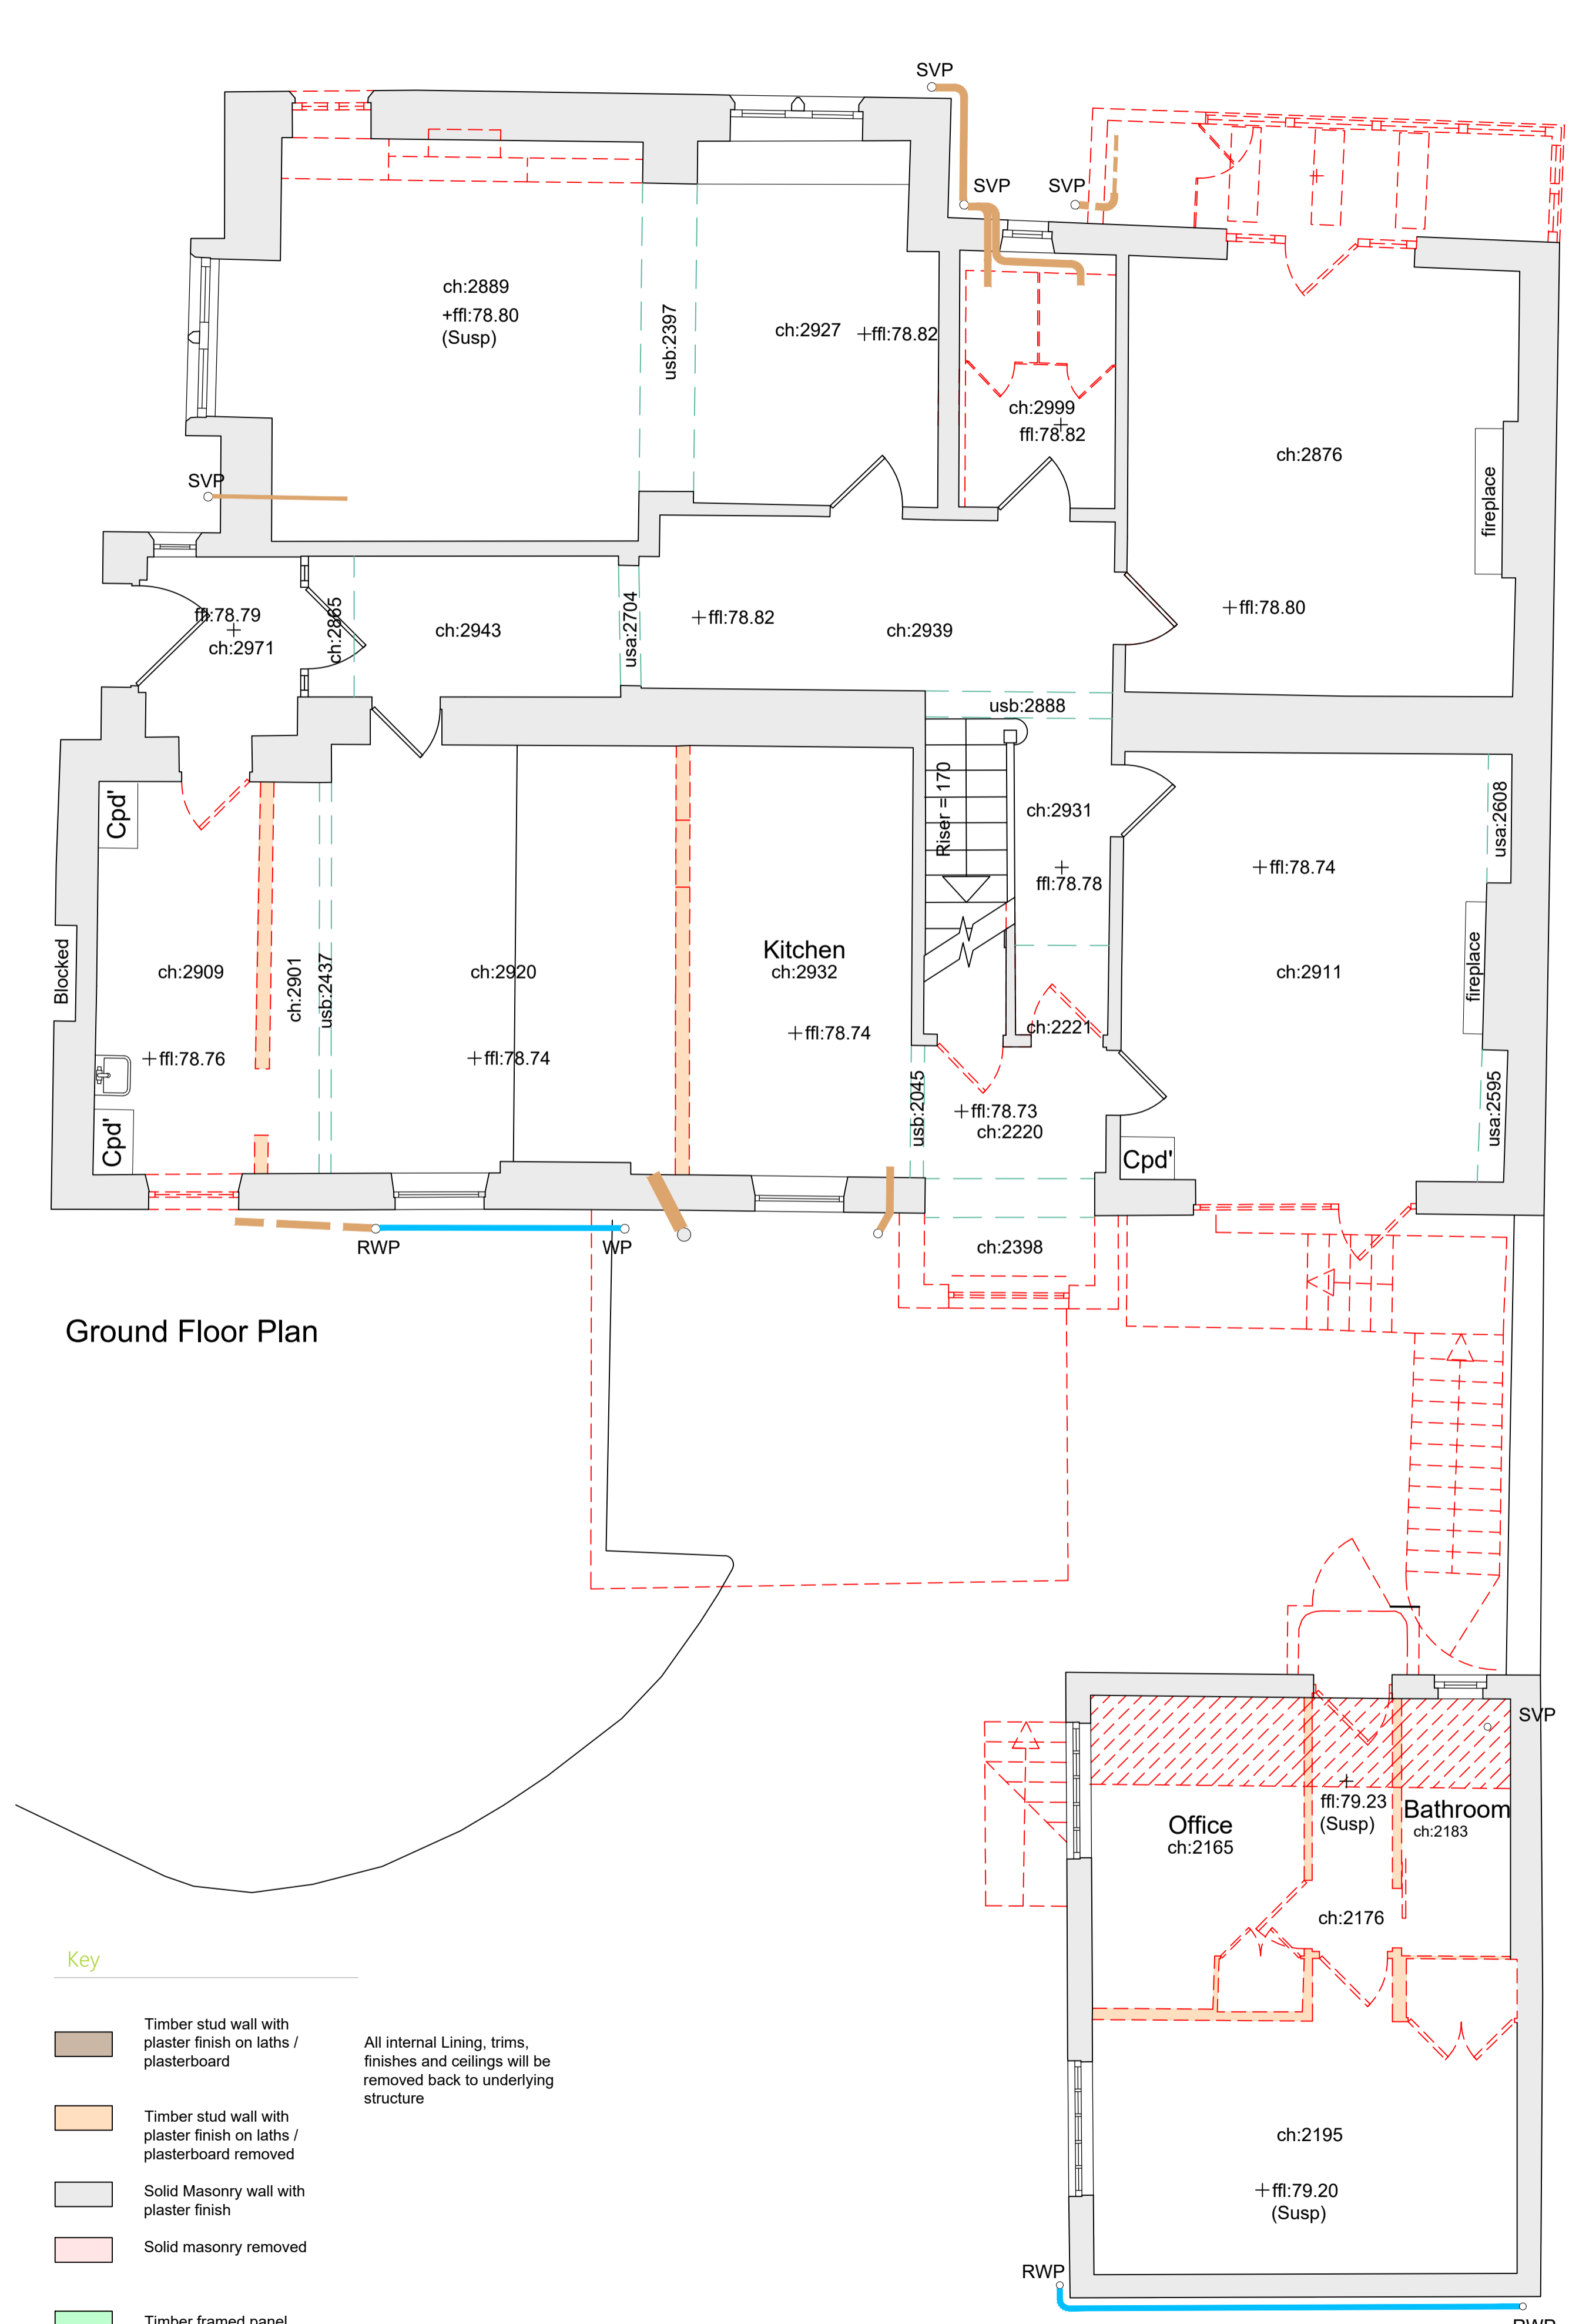 SVP
SVP
SVP
ch:2889
+ffl:78.80
(Susp)
usb:2397
ch:2927
+ffl:78.82
ch:2999
ffl:78.82
ch:2876
fireplace
SVP
ffl:78.79
ch:2971
ch:2865
ch:2943
usa:2704
+ffl:78.82
ch:2939
+ffl:78.80
usb:2888
Riser = 170
ch:2931
ffl:78.78
+ffl:78.74
usa:2608
Cpd'
Blocked
ch:2909
ch:2901
usb:2437
ch:2920
Kitchen
ch:2932
ch:2911
fireplace
+ffl:78.76
+ffl:78.74
+ffl:78.74
ch:2221
usb:2045
+ffl:78.73
ch:2220
usa:2595
Cpd'
Cpd'
RWP
WP
ch:2398
Ground Floor Plan
SVP
Office
ch:2165
ffl:79.23
(Susp)
Bathroom
ch:2183
ch:2176
ch:2195
+ffl:79.20
(Susp)
RWP
RWP
Key
Timber stud wall with
plaster finish on laths /
plasterboard
All internal Lining, trims,
finishes and ceilings will be
removed back to underlying
structure
Timber stud wall with
plaster finish on laths /
plasterboard removed
Solid Masonry wall with
plaster finish
Solid masonry removed
Timber framed panel